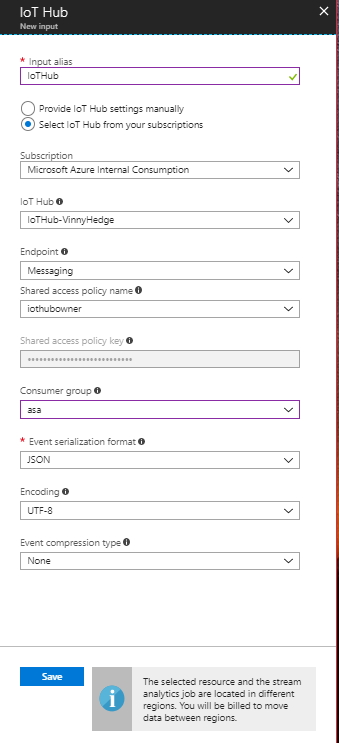 IoT Hub
New input
* Input alias
IoTHub
Provide IoT Hub settings manually
Select IoT Hub from your subscriptions
Subscription
Microsoft Azure Internal Consumption
IoT Hub
IoTHub-VinnyHedge
Endpoint
Messaging
Shared access policy name
iothubowner
Shared access policy key
••••••••••••••••••••••••••••
Consumer group
asa
* Event serialization format
JSON
Encoding
UTF-8
Event compression type
None
Save
The selected resource and the stream
analytics job are located in different
regions. You will be billed to move
data between regions.